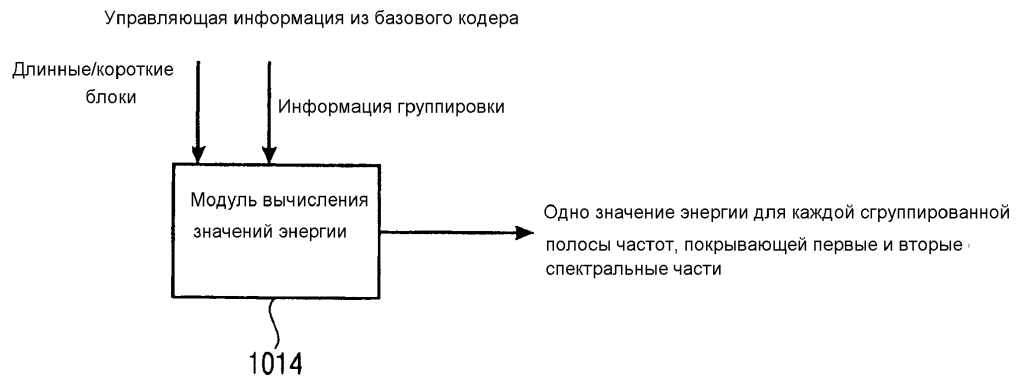 Управляющая информация из базового кодера
Длинные/короткие
блоки
Информация группировки
Модуль вычисления
значений энергии
Одно значение энергии для каждой сгруппированной
полосы частот, покрывающей первые и вторые
спектральные части
1014